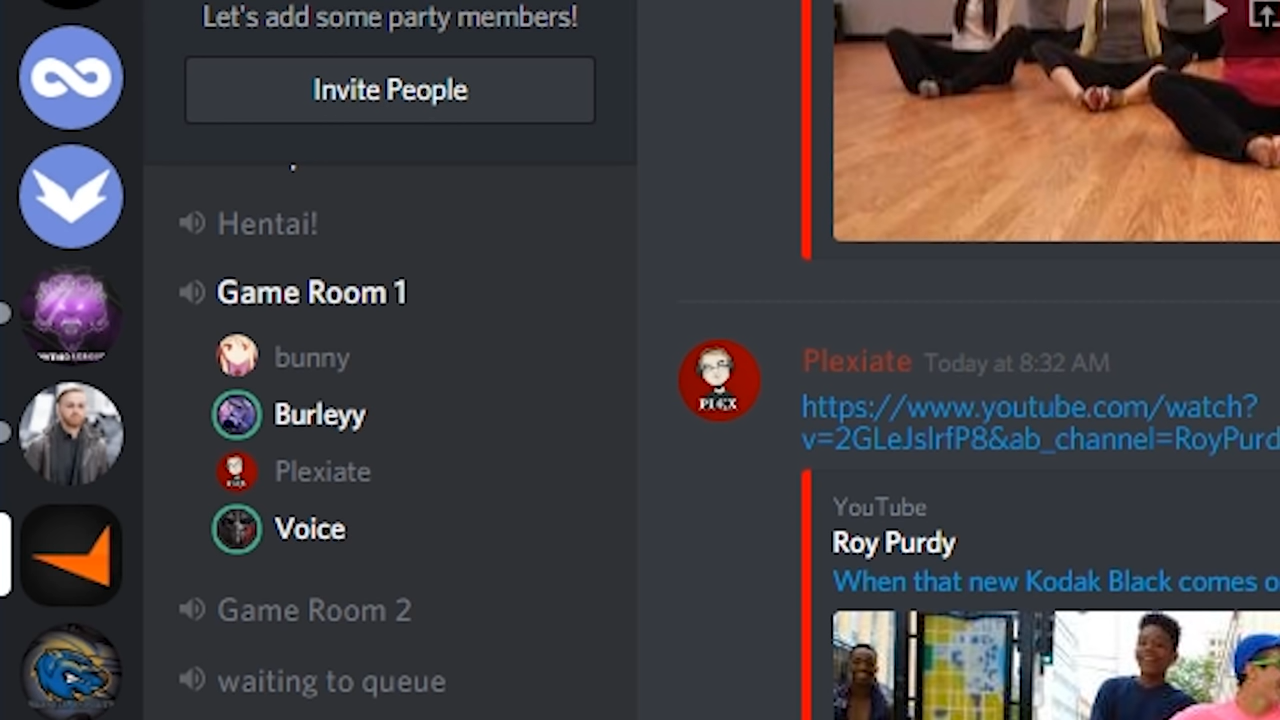 Let's add some party members!
Invite People
Hentai!
Game Room 1
bunny
Burleyy
Plexiate
Voice
Game Room 2
waiting to queue
Plexiate Today at 8:32 AM
PLEX
https://www.youtube.com/watch?
v=2GLeJslrfP8&ab_channel=RoyPurd
YouTube
Roy Purdy
When that new Kodak Black comes o